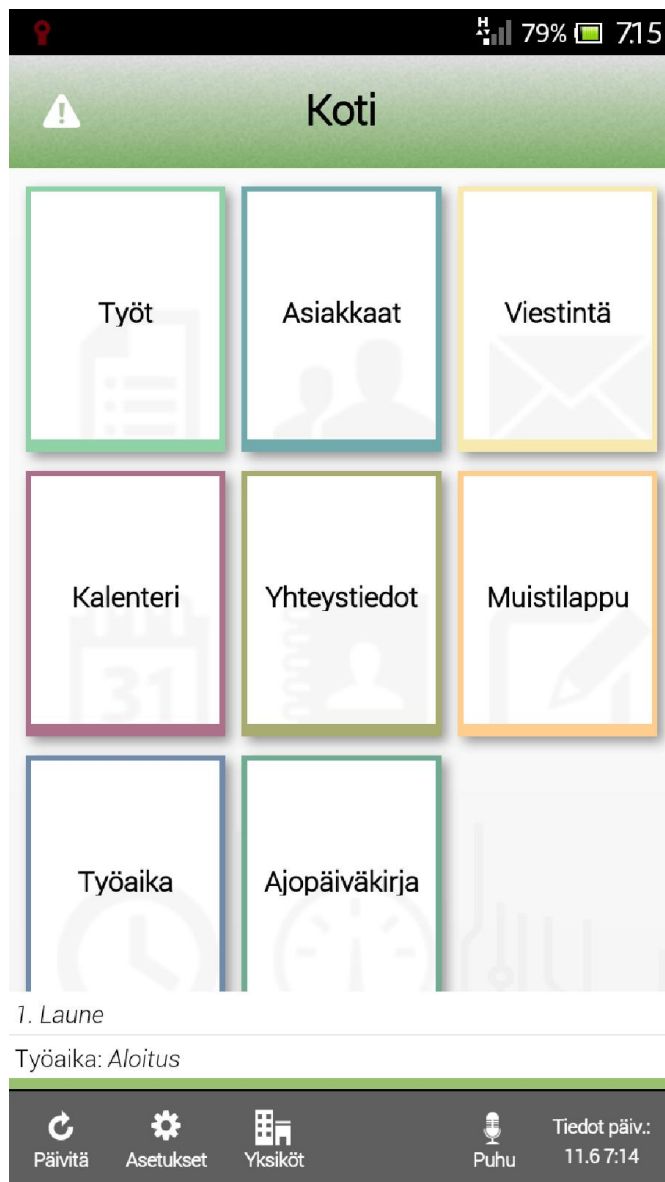 H 79% 7.15
Koti
Työt Asiakkaat Viestintä
Kalenteri Yhteystiedot Muistilappu
31
Työaika Ajopäiväkirja
1. Laune
Työaika: Aloitus
Päivitä Asetukset Yksiköt Puhu Tiedot päiv.:
11.6 7:14